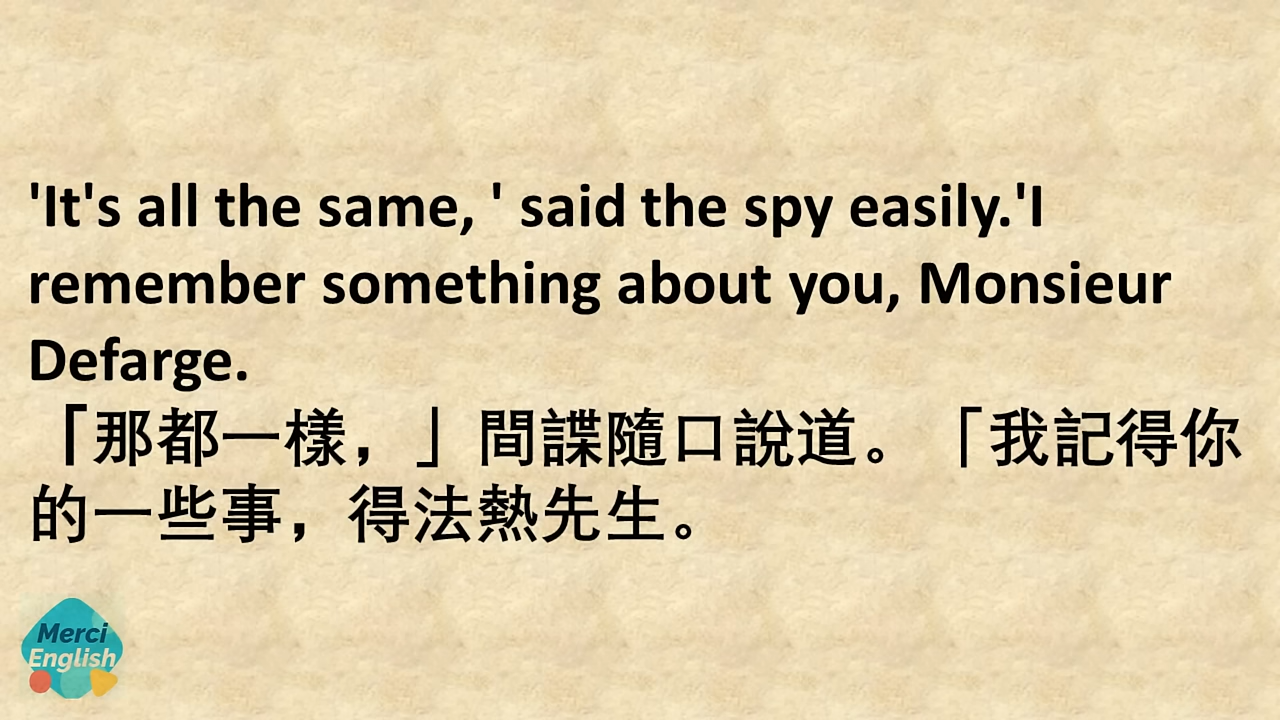 'It's all the same, ' said the spy easily.'I
remember something about you, Monsieur
Defarge.
「那都一樣，」間諜隨口說道。「我記得你
的一些事，得法熱先生。
Merci
English